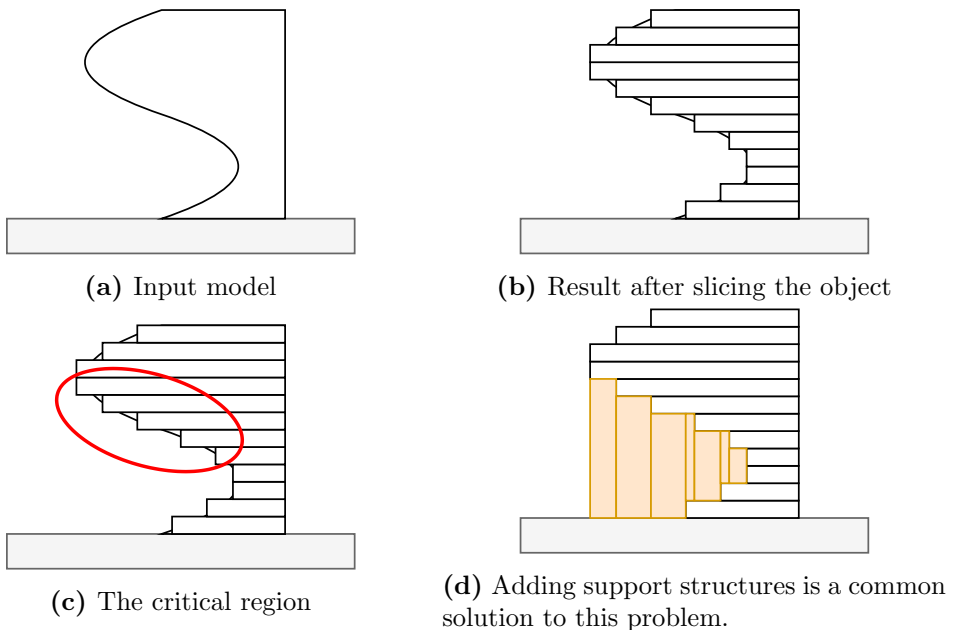 (a) Input model
(b) Result after slicing the object
(c) The critical region
(d) Adding support structures is a common
solution to this problem.